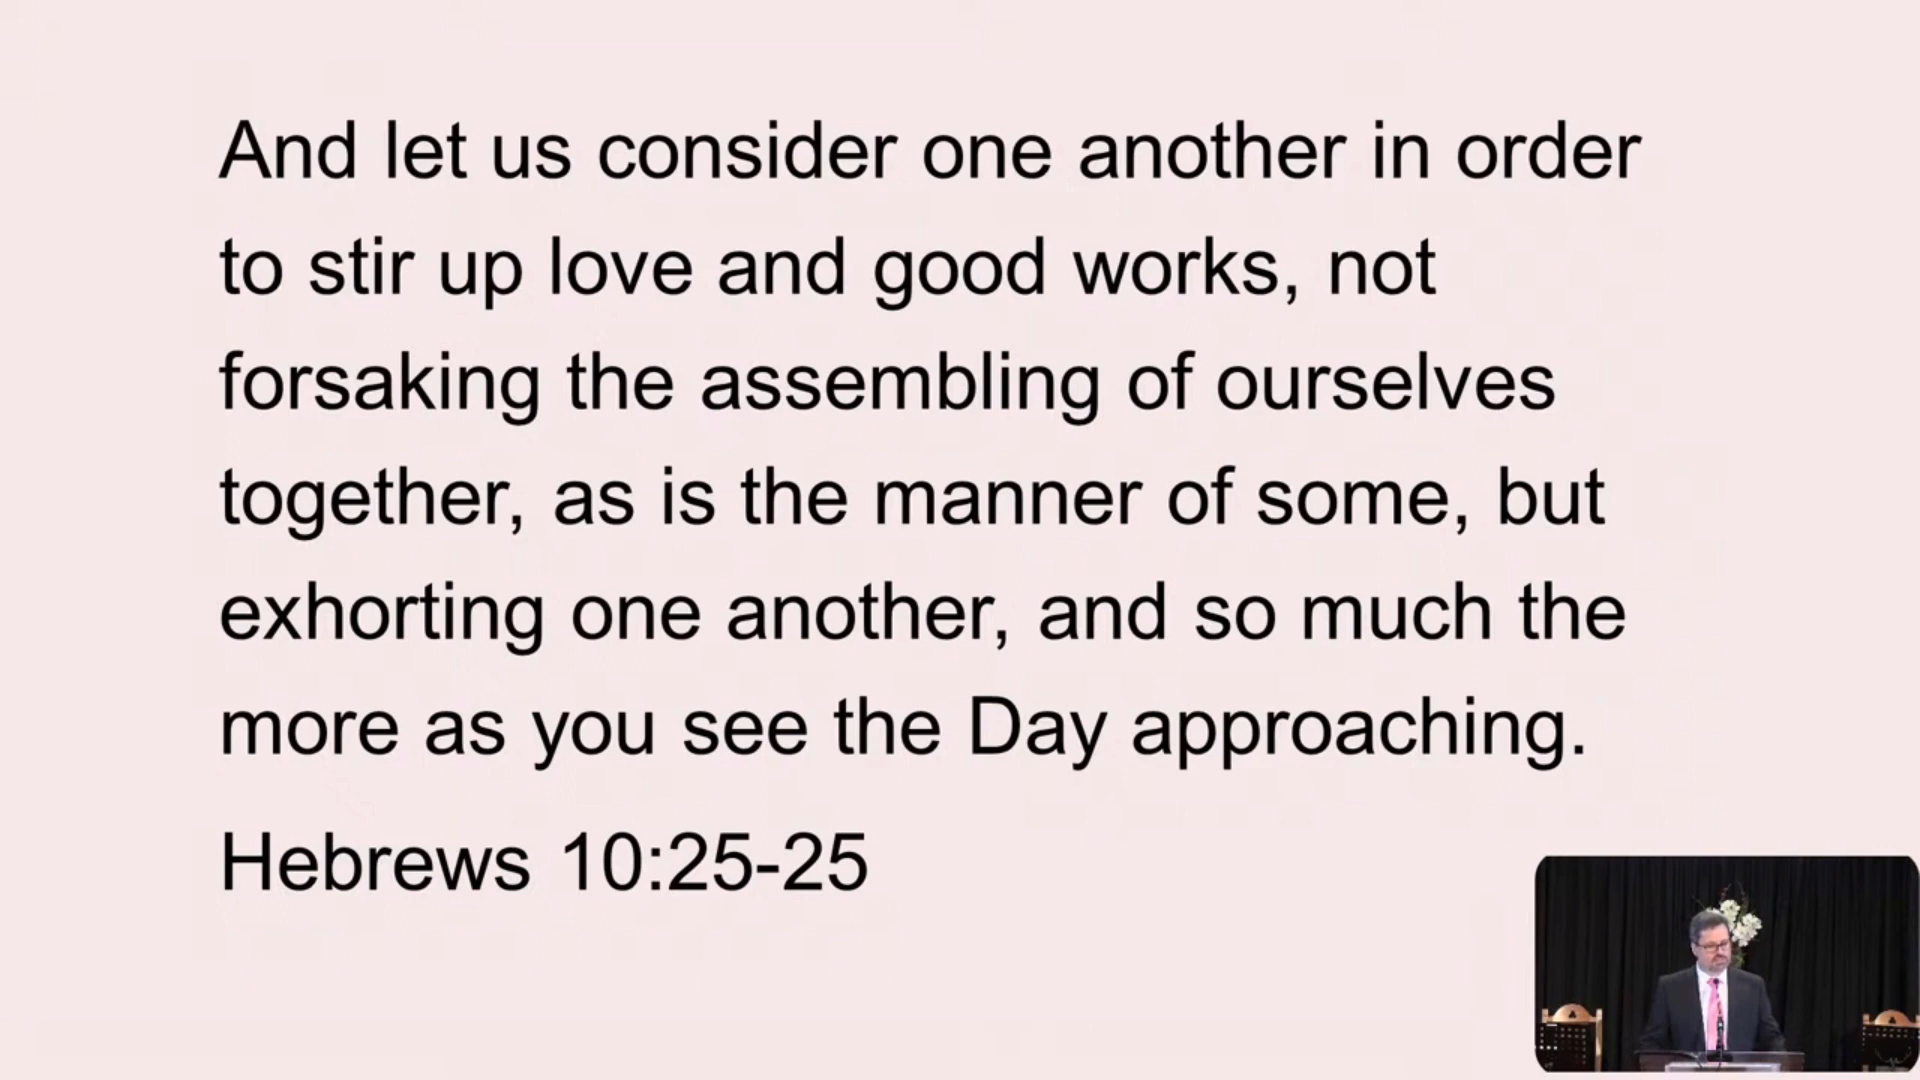 And let us consider one another in order
to stir up love and good works, not
forsaking the assembling of ourselves
together, as is the manner of some, but
exhorting one another, and so much the
more as you see the Day approaching.
Hebrews 10:25-25